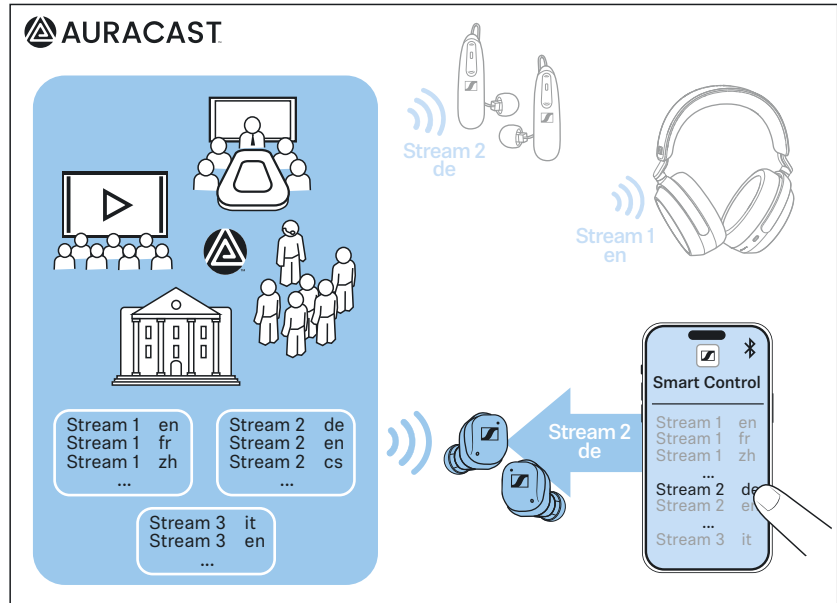 AURACAST™
Stream 2
de
Stream 1
en
Stream 1 en
Stream 1 fr
Stream 1 zh
...
Stream 2 de
Stream 2 en
Stream 2 cs
...
Stream 3 it
Stream 3 en
...
Stream 2
de
Smart Control
Stream 1 en
Stream 1 fr
Stream 1 zh
...
Stream 2 de
Stream 2 en
...
Stream 3 it